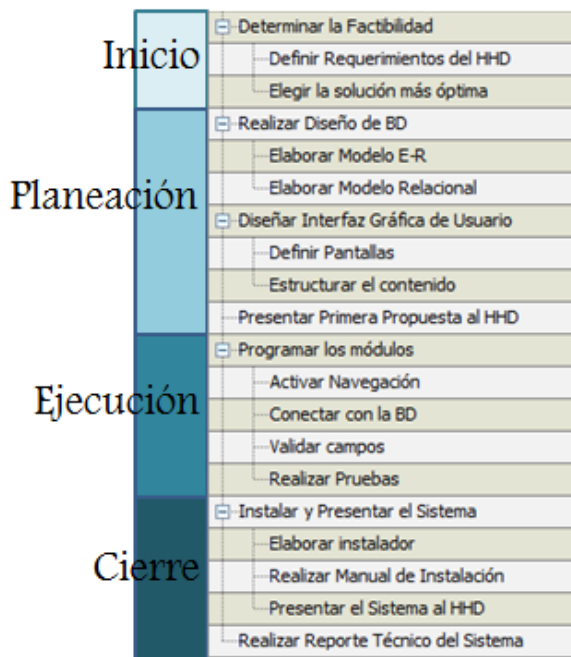 Inicio
Determinar la Factibilidad
Definir Requerimientos del HHD
Elegir la solución más óptima
Planeación
Realizar Diseño de BD
Elaborar Modelo E-R
Elaborar Modelo Relacional
Diseñar Interfaz Gráfica de Usuario
Definir Pantallas
Estructurar el contenido
Presentar Primera Propuesta al HHD
Ejecución
Programar los módulos
Activar Navegación
Conectar con la BD
Validar campos
Realizar Pruebas
Cierre
Instalar y Presentar el Sistema
Elaborar instalador
Realizar Manual de Instalación
Presentar el Sistema al HHD
Realizar Reporte Técnico del Sistema